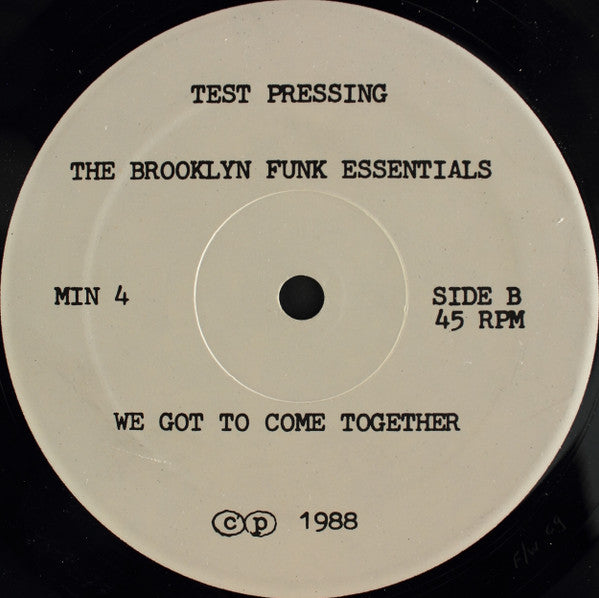 TEST PRESSING
THE BROOKLYN FUNK ESSENTIALS
MIN 4
SIDE B
45 RPM
WE GOT TO COME TOGETHER
ⓒⓟ 1988